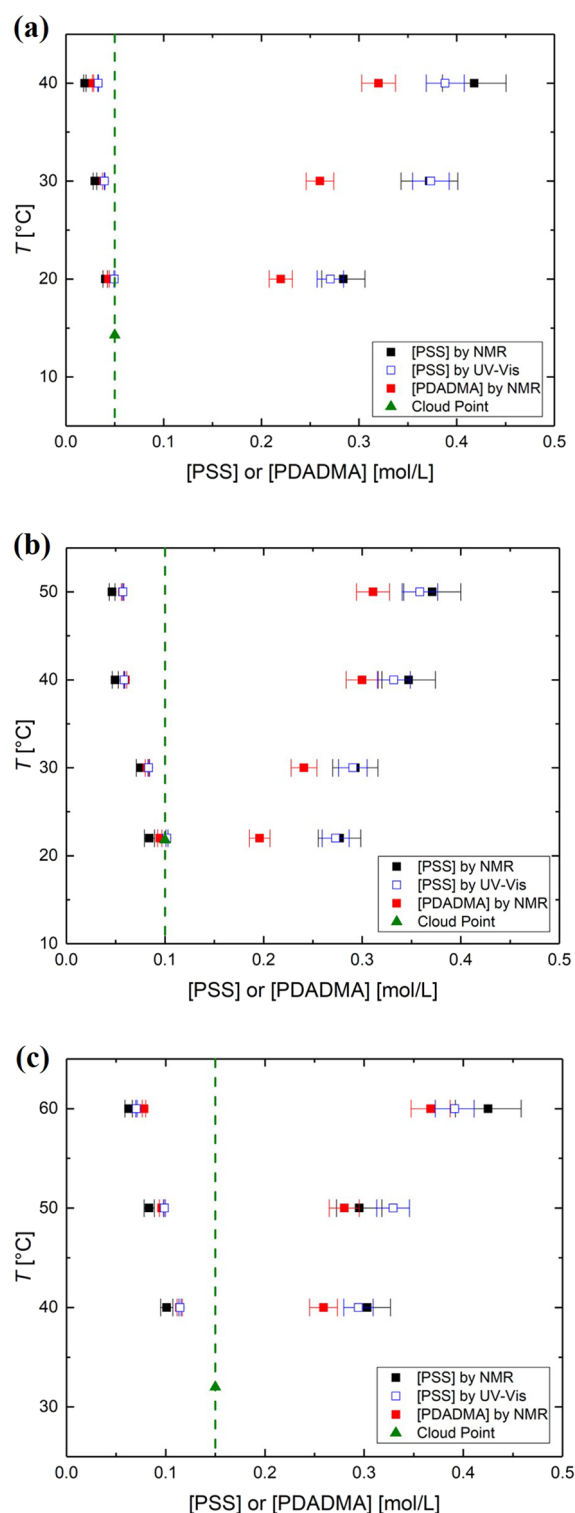 (a)
40
30
20
10
0
T [°C]
[PSS] by NMR
[PSS] by UV-Vis
[PDADMA] by NMR
Cloud Point
0.0 0.1 0.2 0.3 0.4 0.5
[PSS] or [PDADMA] [mol/L]
(b)
50
40
30
20
10
T [°C]
[PSS] by NMR
[PSS] by UV-Vis
[PDADMA] by NMR
Cloud Point
0.0 0.1 0.2 0.3 0.4 0.5
[PSS] or [PDADMA] [mol/L]
(c)
60
50
40
30
T [°C]
[PSS] by NMR
[PSS] by UV-Vis
[PDADMA] by NMR
Cloud Point
0.0 0.1 0.2 0.3 0.4 0.5
[PSS] or [PDADMA] [mol/L]